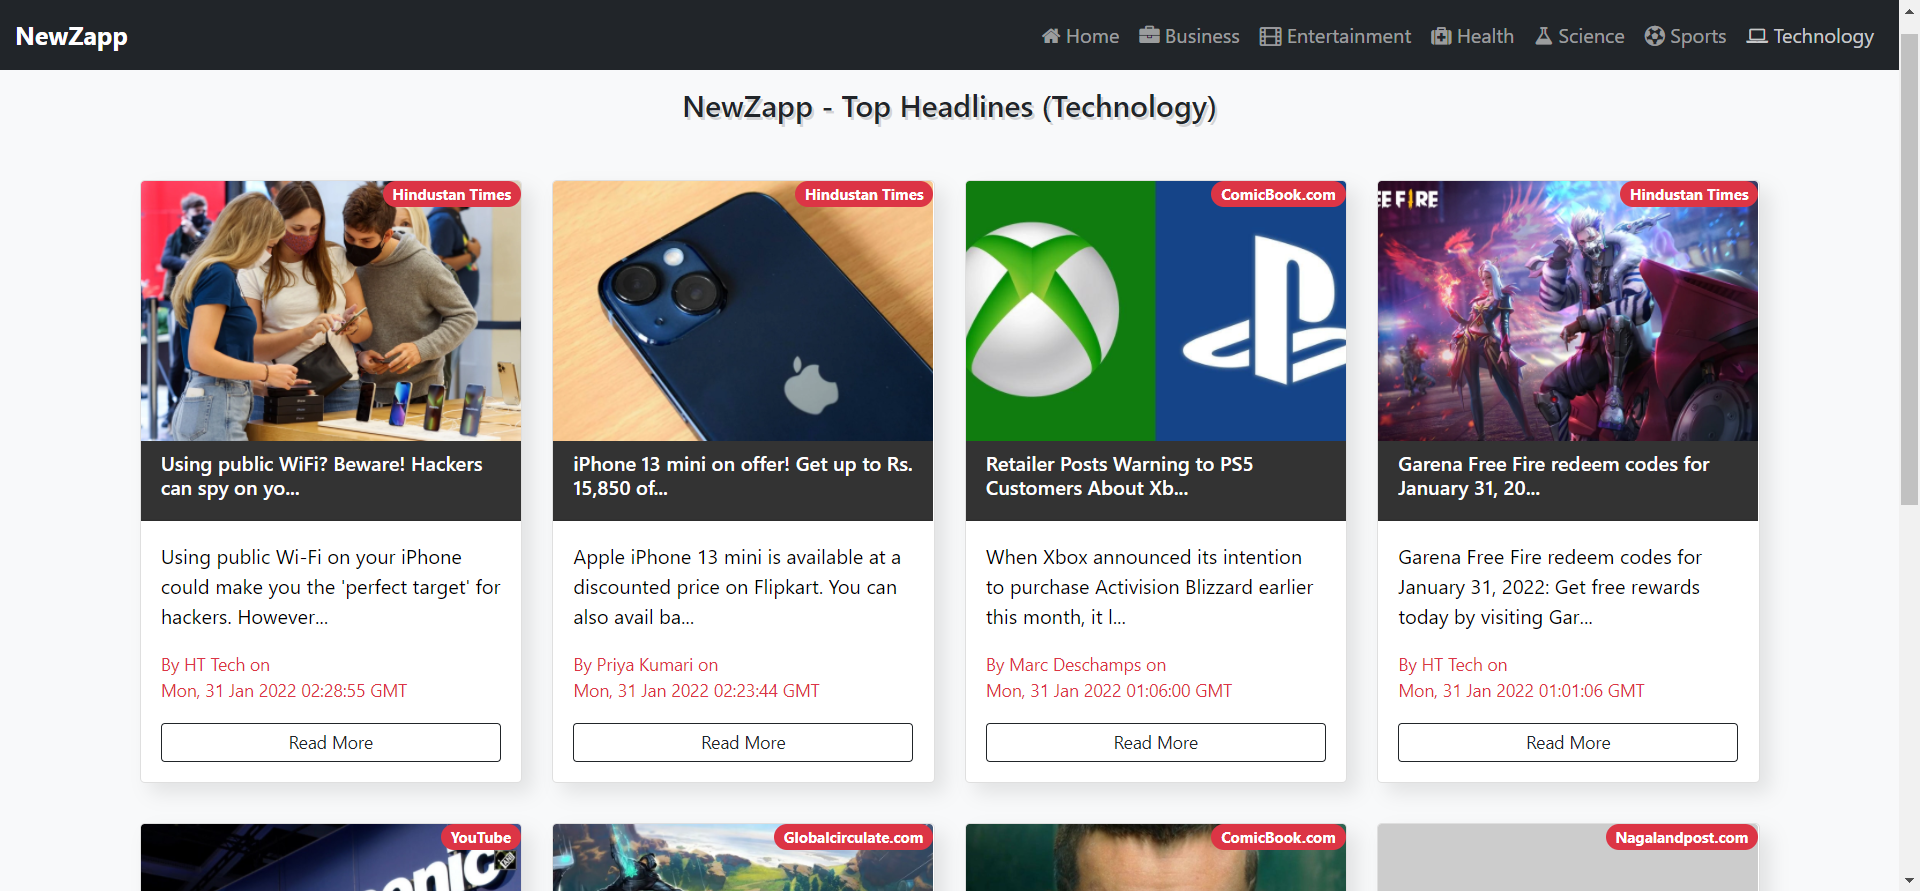 NewZapp
Home Business Entertainment Health Science Sports Technology
NewZapp - Top Headlines (Technology)
Hindustan Times
Using public WiFi? Beware! Hackers
can spy on yo...
Using public Wi-Fi on your iPhone
could make you the 'perfect target' for
hackers. However...
By HT Tech on
Mon, 31 Jan 2022 02:28:55 GMT
Read More
Hindustan Times
iPhone 13 mini on offer! Get up to Rs.
15,850 of...
Apple iPhone 13 mini is available at a
discounted price on Flipkart. You can
also avail ba...
By Priya Kumari on
Mon, 31 Jan 2022 02:23:44 GMT
Read More
ComicBook.com
Retailer Posts Warning to PS5
Customers About Xb...
When Xbox announced its intention
to purchase Activision Blizzard earlier
this month, it l...
By Marc Deschamps on
Mon, 31 Jan 2022 01:06:00 GMT
Read More
Hindustan Times
EE FIRE
Garena Free Fire redeem codes for
January 31, 20...
Garena Free Fire redeem codes for
January 31, 2022: Get free rewards
today by visiting Gar...
By HT Tech on
Mon, 31 Jan 2022 01:01:06 GMT
Read More
YouTube
onic
Globalcirculate.com
ComicBook.com
Nagalandpost.com